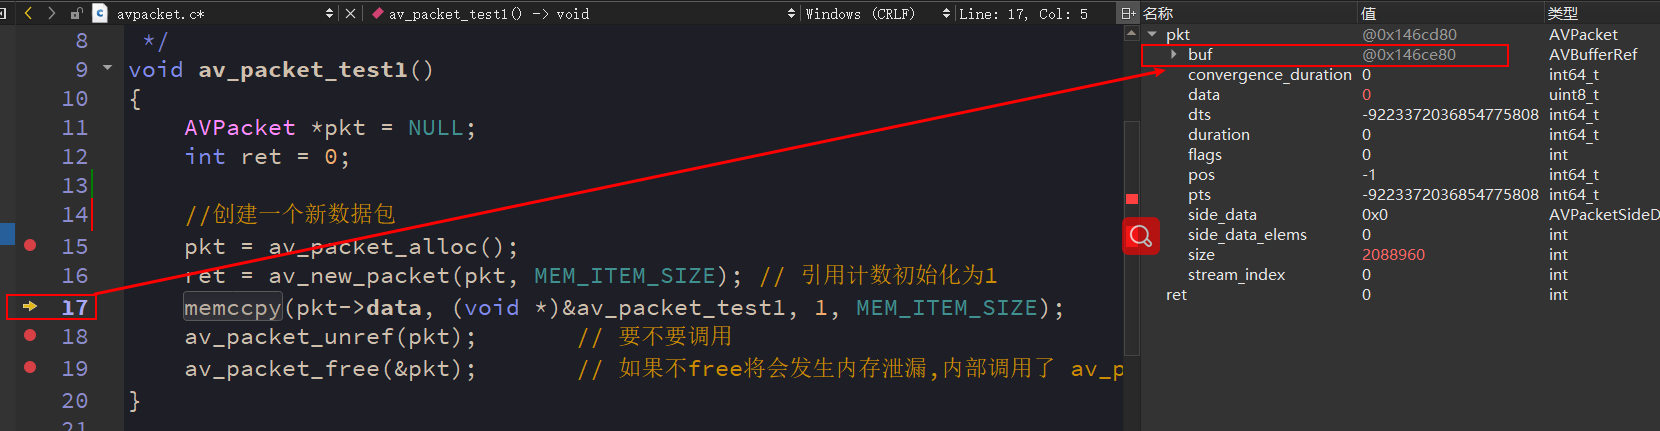 avpacket.c* av_packet_test1() -> void Windows (CRLF) Line: 17, Col: 5
8 */
9 void av_packet_test1()
10 {
11 AVPacket *pkt = NULL;
12 int ret = 0;
13
14 //创建一个新数据包
15 pkt = av_packet_alloc();
16 ret = av_new_packet(pkt, MEM_ITEM_SIZE); // 引用计数初始化为1
17 memccpy(pkt->data, (void *)&av_packet_test1, 1, MEM_ITEM_SIZE);
18 av_packet_unref(pkt); // 要不要调用
19 av_packet_free(&pkt); // 如果不free将会发生内存泄漏,内部调用了 av_p
20 }
21
名称 值 类型
pkt @0x146cd80 AVPacket
buf @0x146ce80 AVBufferRef
convergence_duration 0 int64_t
data 0 uint8_t
dts -9223372036854775808 int64_t
duration 0 int64_t
flags 0 int
pos -1 int64_t
pts -9223372036854775808 int64_t
side_data 0x0 AVPacketSideD
side_data_elems 0 int
size 2088960 int
stream_index 0 int
ret 0 int